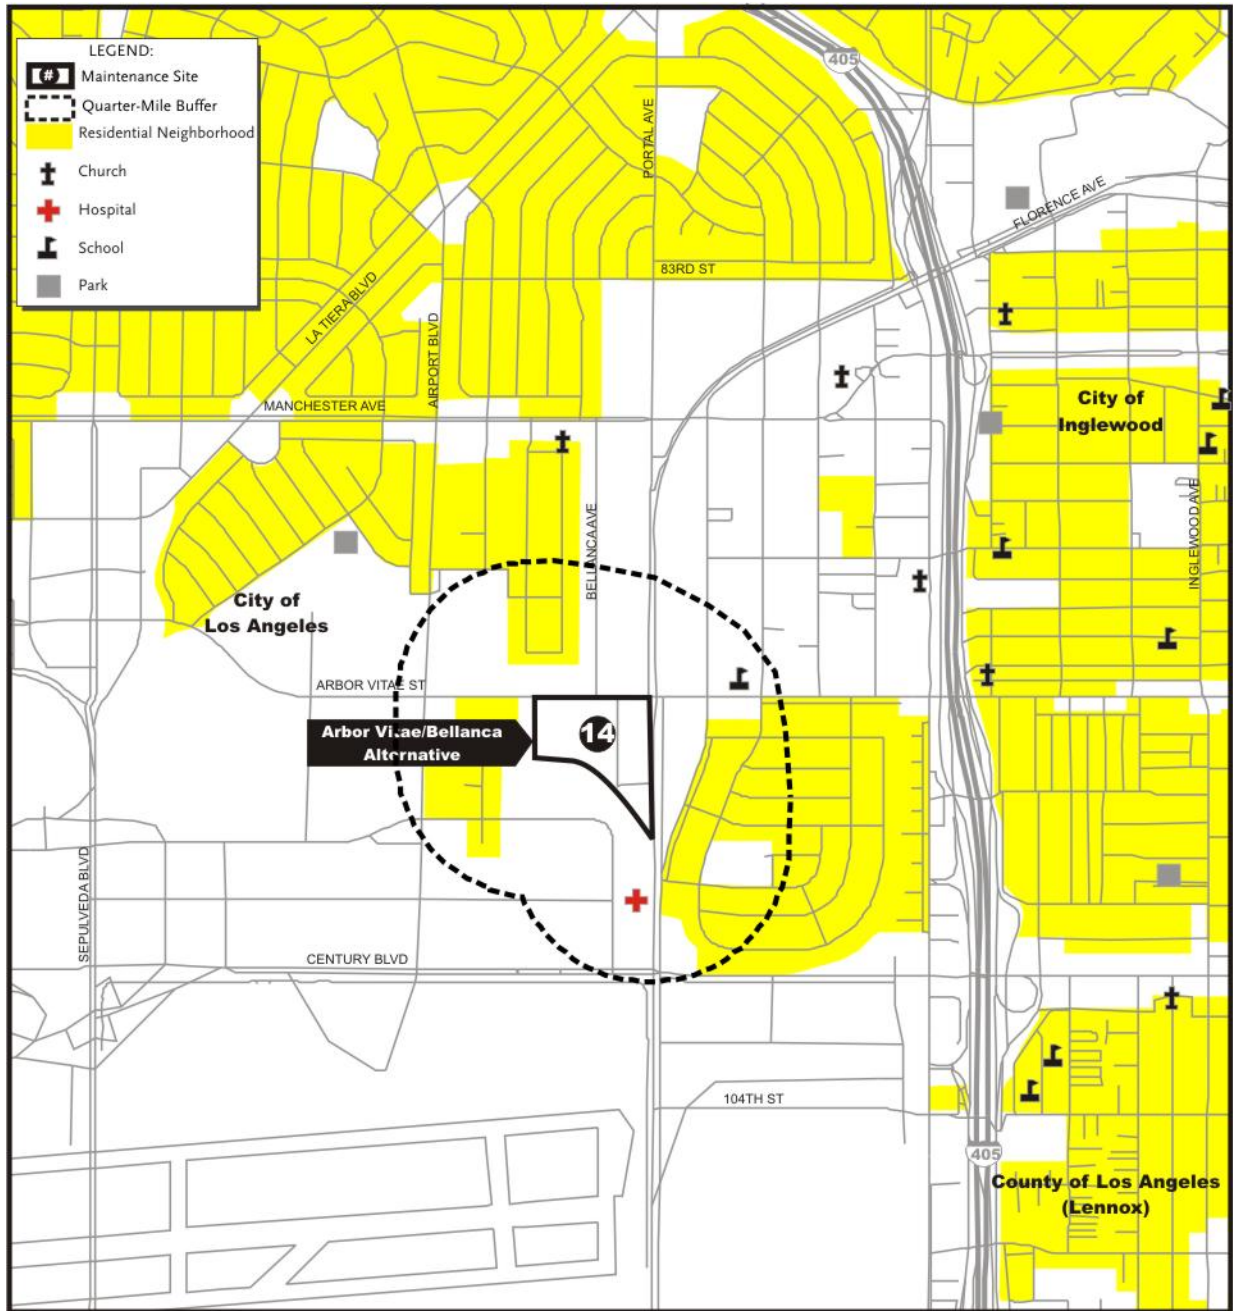 LEGEND:
(#) Maintenance Site
Quarter-Mile Buffer
Residential Neighborhood
Church
Hospital
School
Park
405
PORTAL AVE
FLORENCE AVE
83RD ST
LA TIERA BLVD
AIRPORT BLVD
MANCHESTER AVE
City of
Inglewood
BELLANCA AVE
INGLEWOOD AVE
City of
Los Angeles
ARBOR VITAE ST
Arbor Vitae/Bellanca
Alternative
14
SEPULVEDA BLVD
CENTURY BLVD
104TH ST
405
County of Los Angeles
(Lennox)